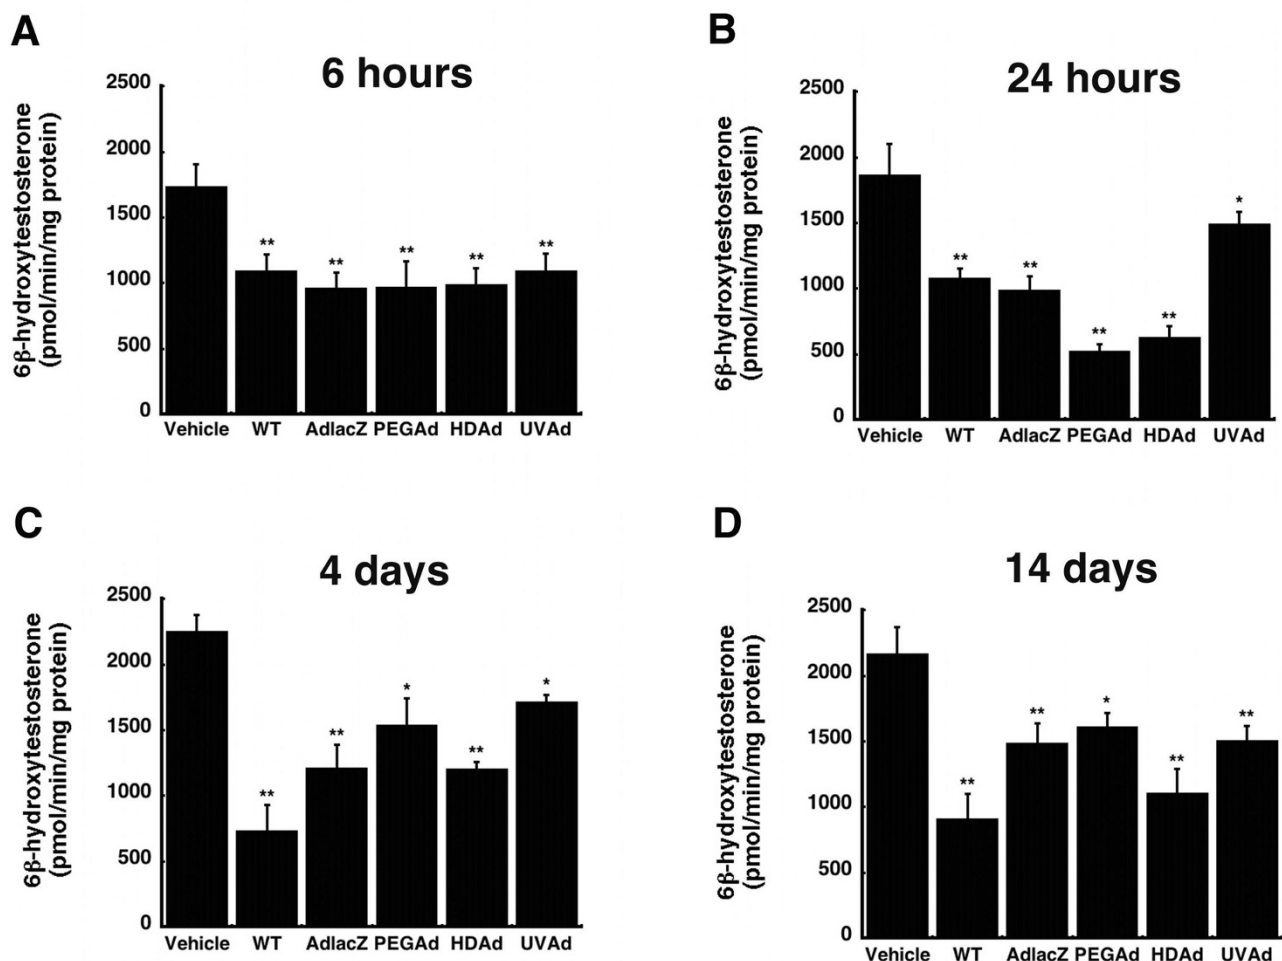 A
6 hours
6β-hydroxytestosterone
(pmol/min/mg protein)
2500
2000
1500
1000
500
0
**
**
**
**
**
Vehicle WT AdlacZ PEGAd HDAd UVAd
B
24 hours
6β-hydroxytestosterone
(pmol/min/mg protein)
2500
2000
1500
1000
500
0
**
**
**
**
*
Vehicle WT AdlacZ PEGAd HDAd UVAd
C
4 days
6β-hydroxytestosterone
(pmol/min/mg protein)
2500
2000
1500
1000
500
0
**
**
*
**
*
Vehicle WT AdlacZ PEGAd HDAd UVAd
D
14 days
6β-hydroxytestosterone
(pmol/min/mg protein)
2500
2000
1500
1000
500
0
**
**
*
**
**
Vehicle WT AdlacZ PEGAd HDAd UVAd